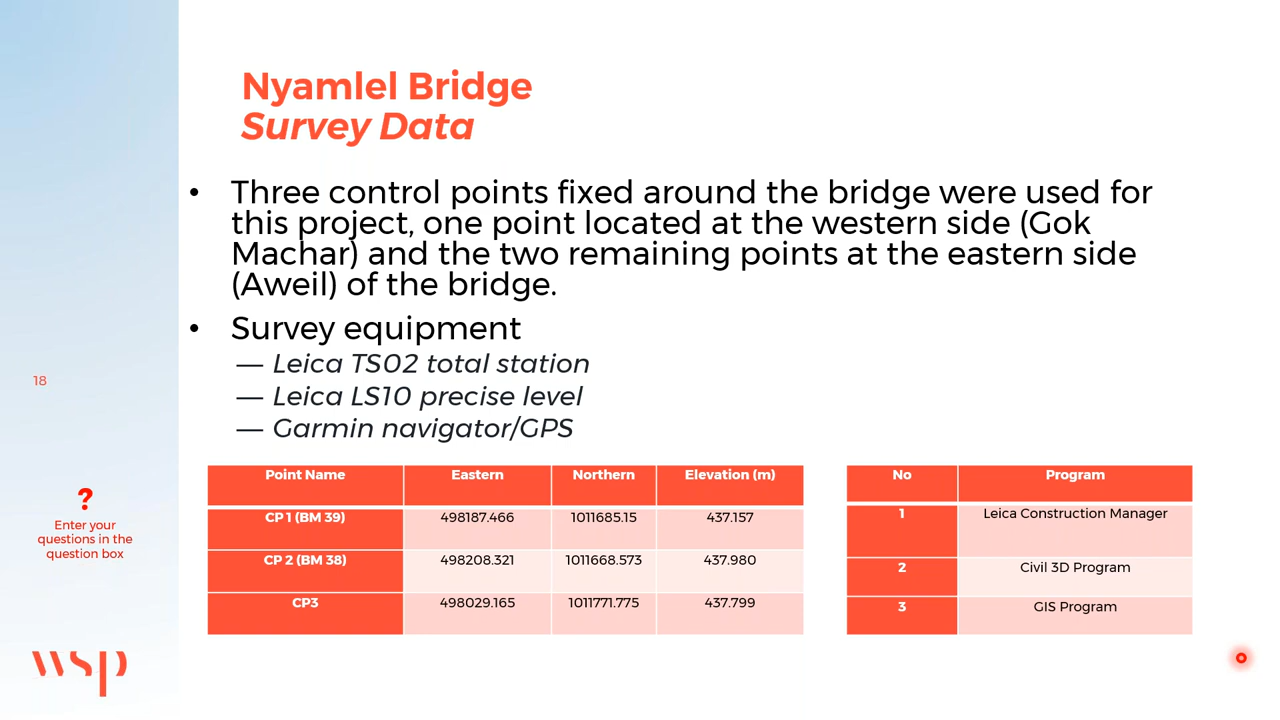 Nyamlel Bridge
Survey Data
• Three control points fixed around the bridge were used for
this project, one point located at the western side (Gok
Machar) and the two remaining points at the eastern side
(Aweil) of the bridge.
• Survey equipment
— Leica TS02 total station
— Leica LS10 precise level
— Garmin navigator/GPS
18
?
Enter your
questions in the
question box
Point Name Eastern Northern Elevation (m)
CP 1 (BM 39) 498187.466 1011685.15 437.157
CP 2 (BM 38) 498208.321 1011668.573 437.980
CP3 498029.165 1011771.775 437.799
No Program
1 Leica Construction Manager
2 Civil 3D Program
3 GIS Program
wsp